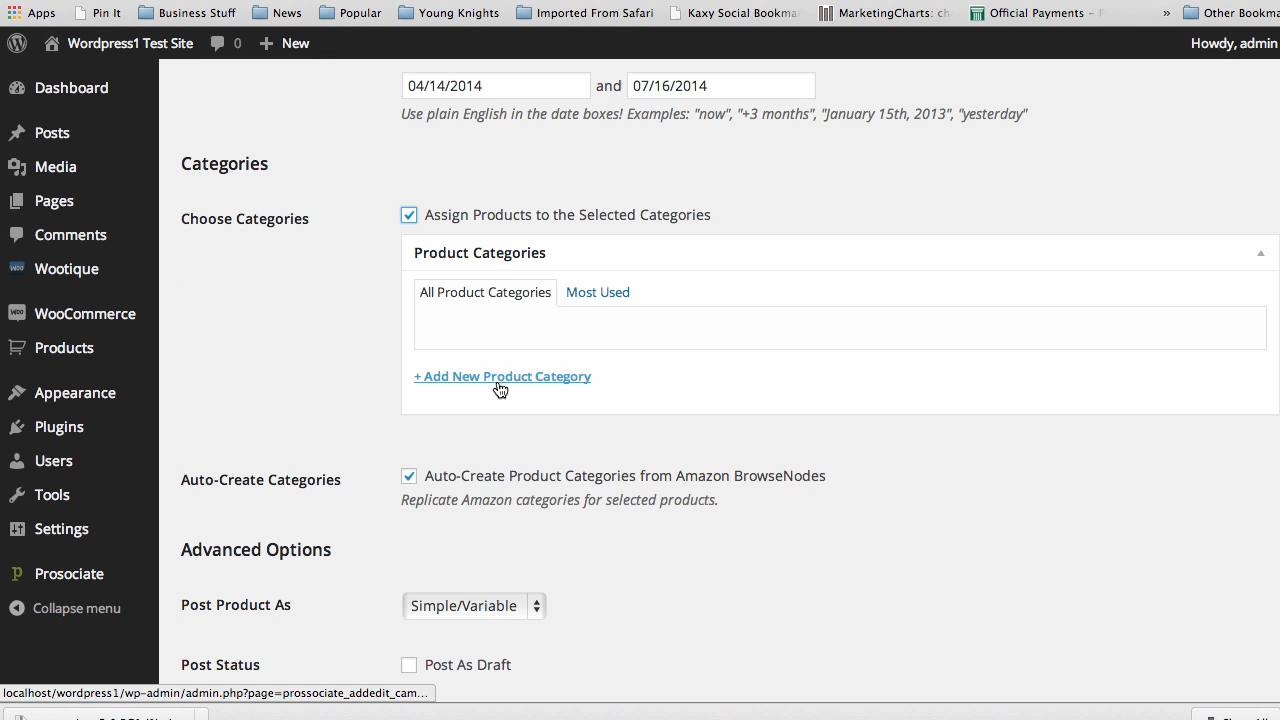 Apps Pin It Business Stuff News Popular Young Knights Imported From Safari Kaxy Social Bookma MarketingCharts: ch Official Payments – P » Other Bookma
Wordpress1 Test Site 0 New Howdy, admin
Dashboard
Posts
Media
Pages
Comments
Wootique
WooCommerce
Products
Appearance
Plugins
Users
Tools
Settings
Prosociate
Collapse menu
04/14/2014 and 07/16/2014
Use plain English in the date boxes! Examples: "now", "+3 months", "January 15th, 2013", "yesterday"
Categories
Choose Categories Assign Products to the Selected Categories
Product Categories
All Product Categories Most Used
+ Add New Product Category
Auto-Create Categories Auto-Create Product Categories from Amazon BrowseNodes
Replicate Amazon categories for selected products.
Advanced Options
Post Product As Simple/Variable
Post Status Post As Draft
localhost/wordpress1/wp-admin/admin.php?page=prossociate_addedit_cam...